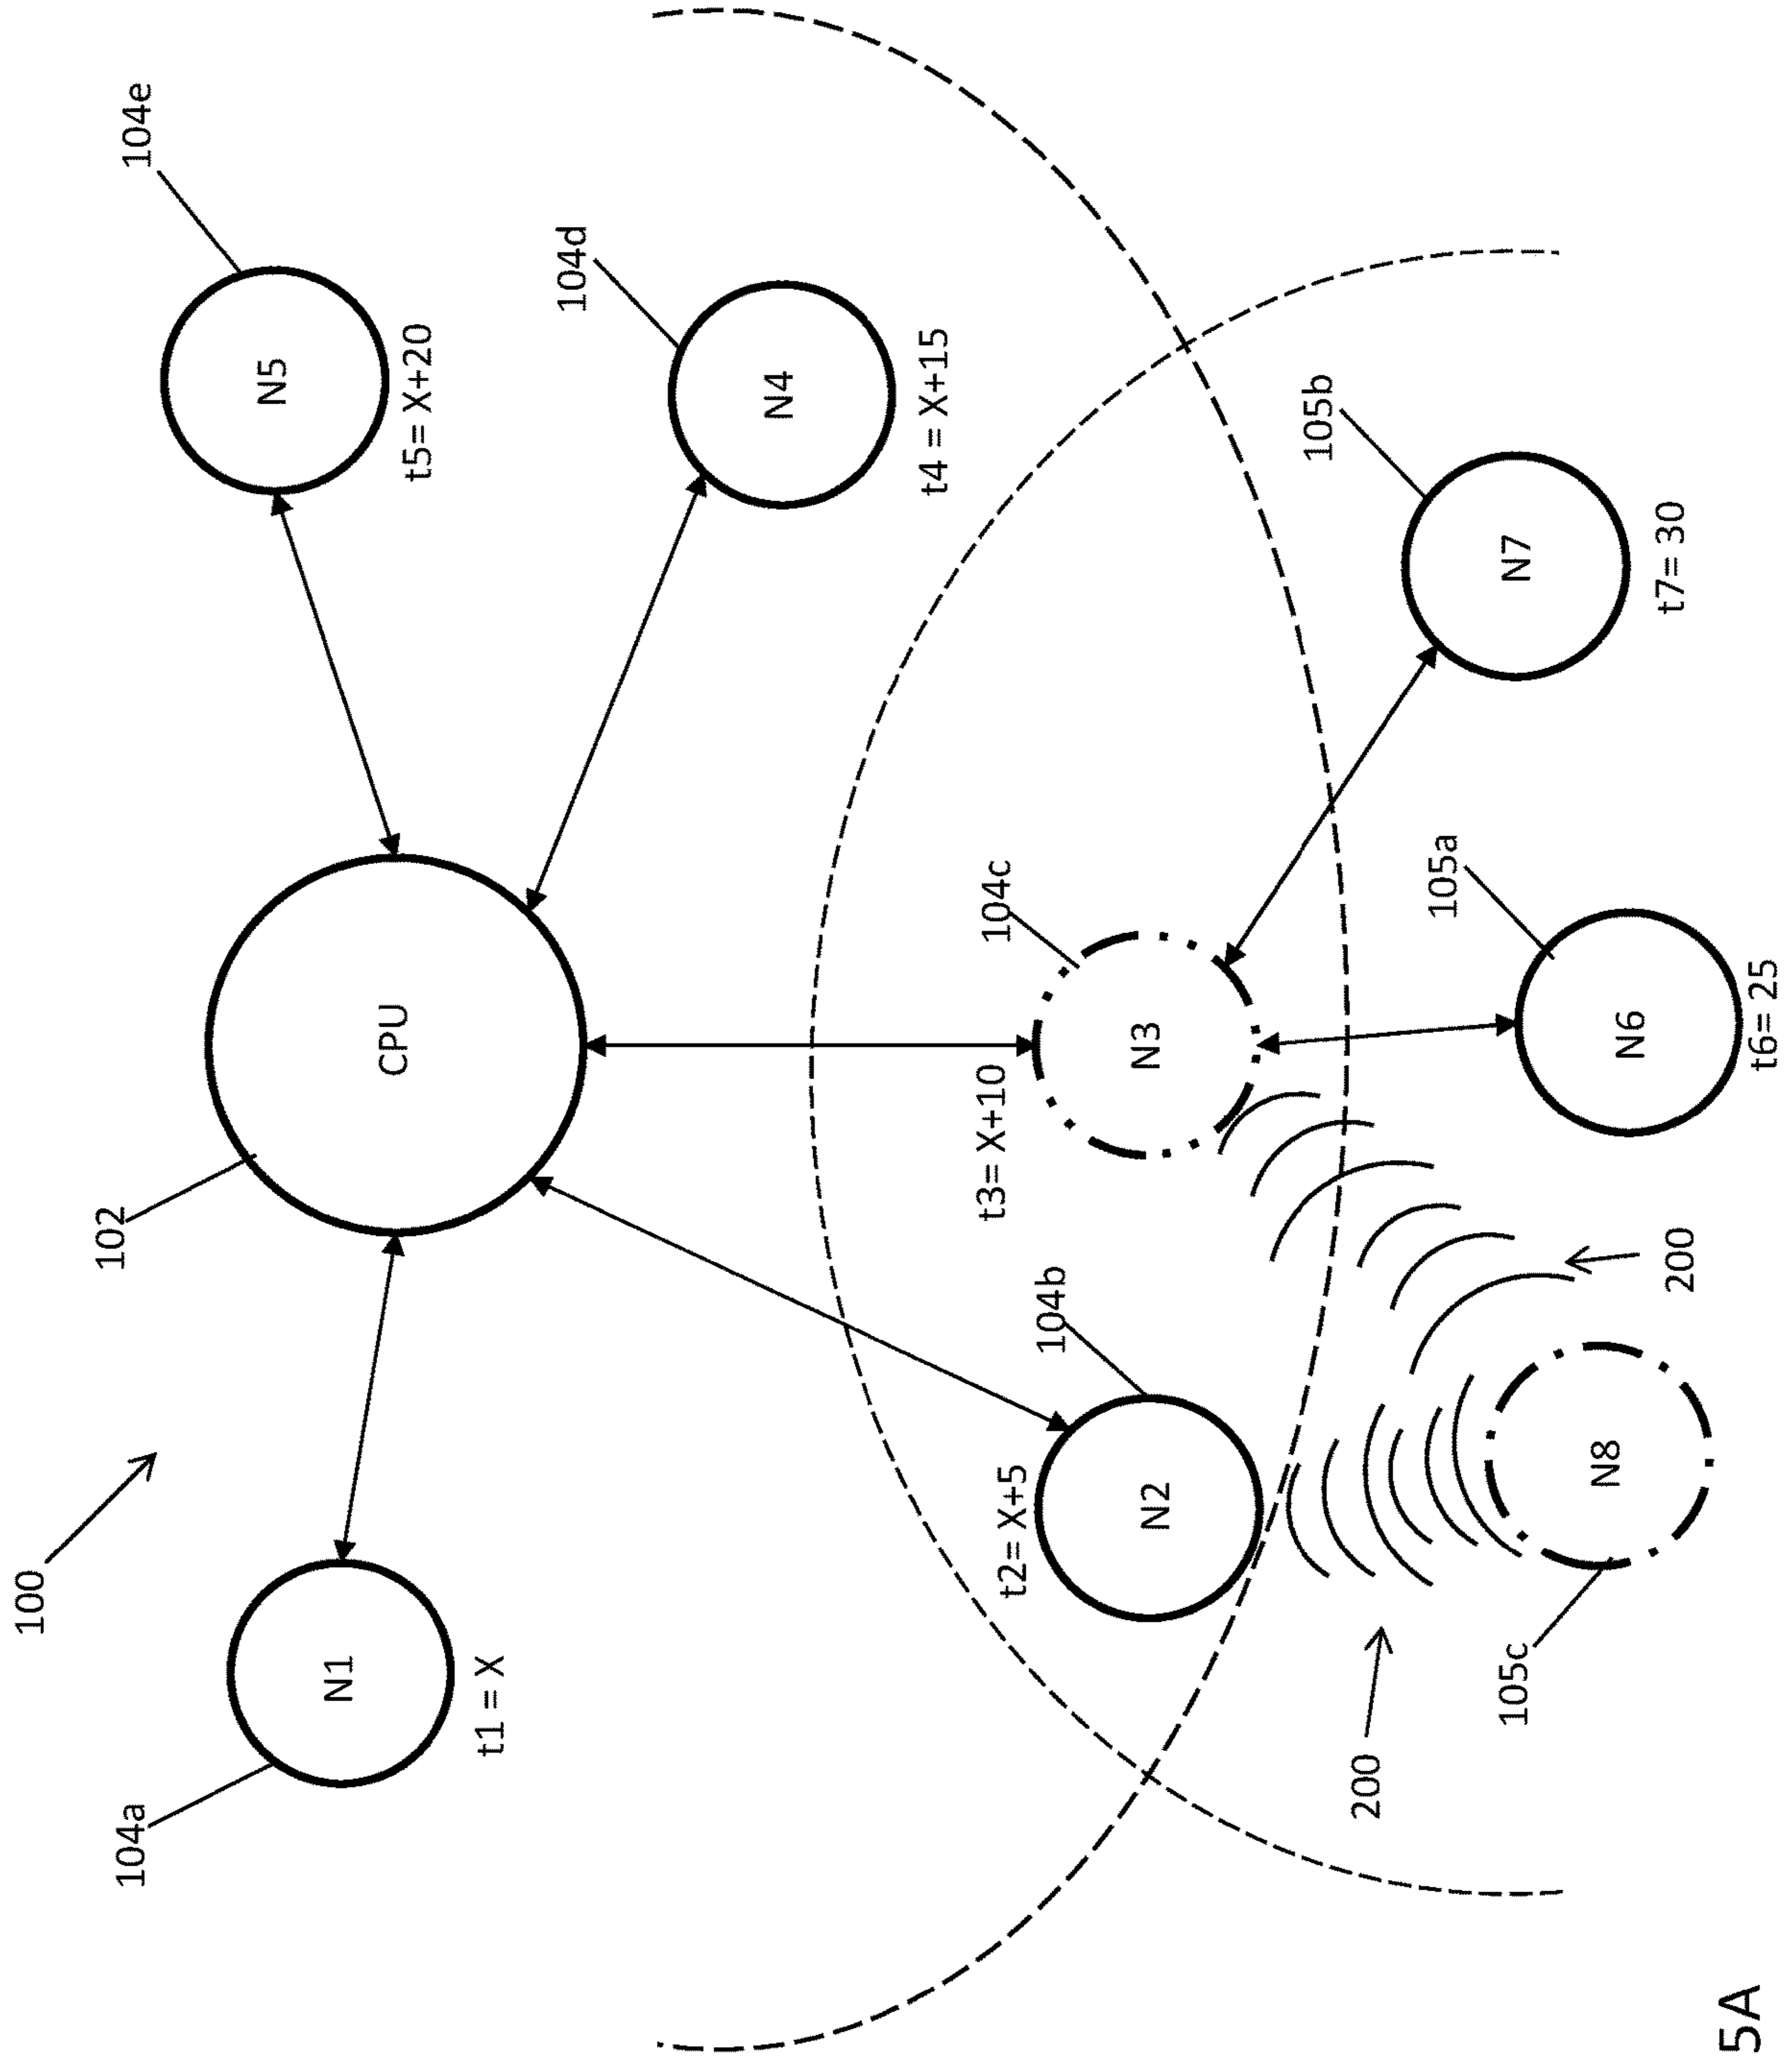 100
104a
N1
t1 = X
102
CPU
104e
N5
t5= X+20
104d
N4
t4 = X+15
104b
N2
t2= X+5
104c
N3
t3= X+10
105b
N7
t7= 30
105a
N6
t6= 25
200
200
105c
N8
5A